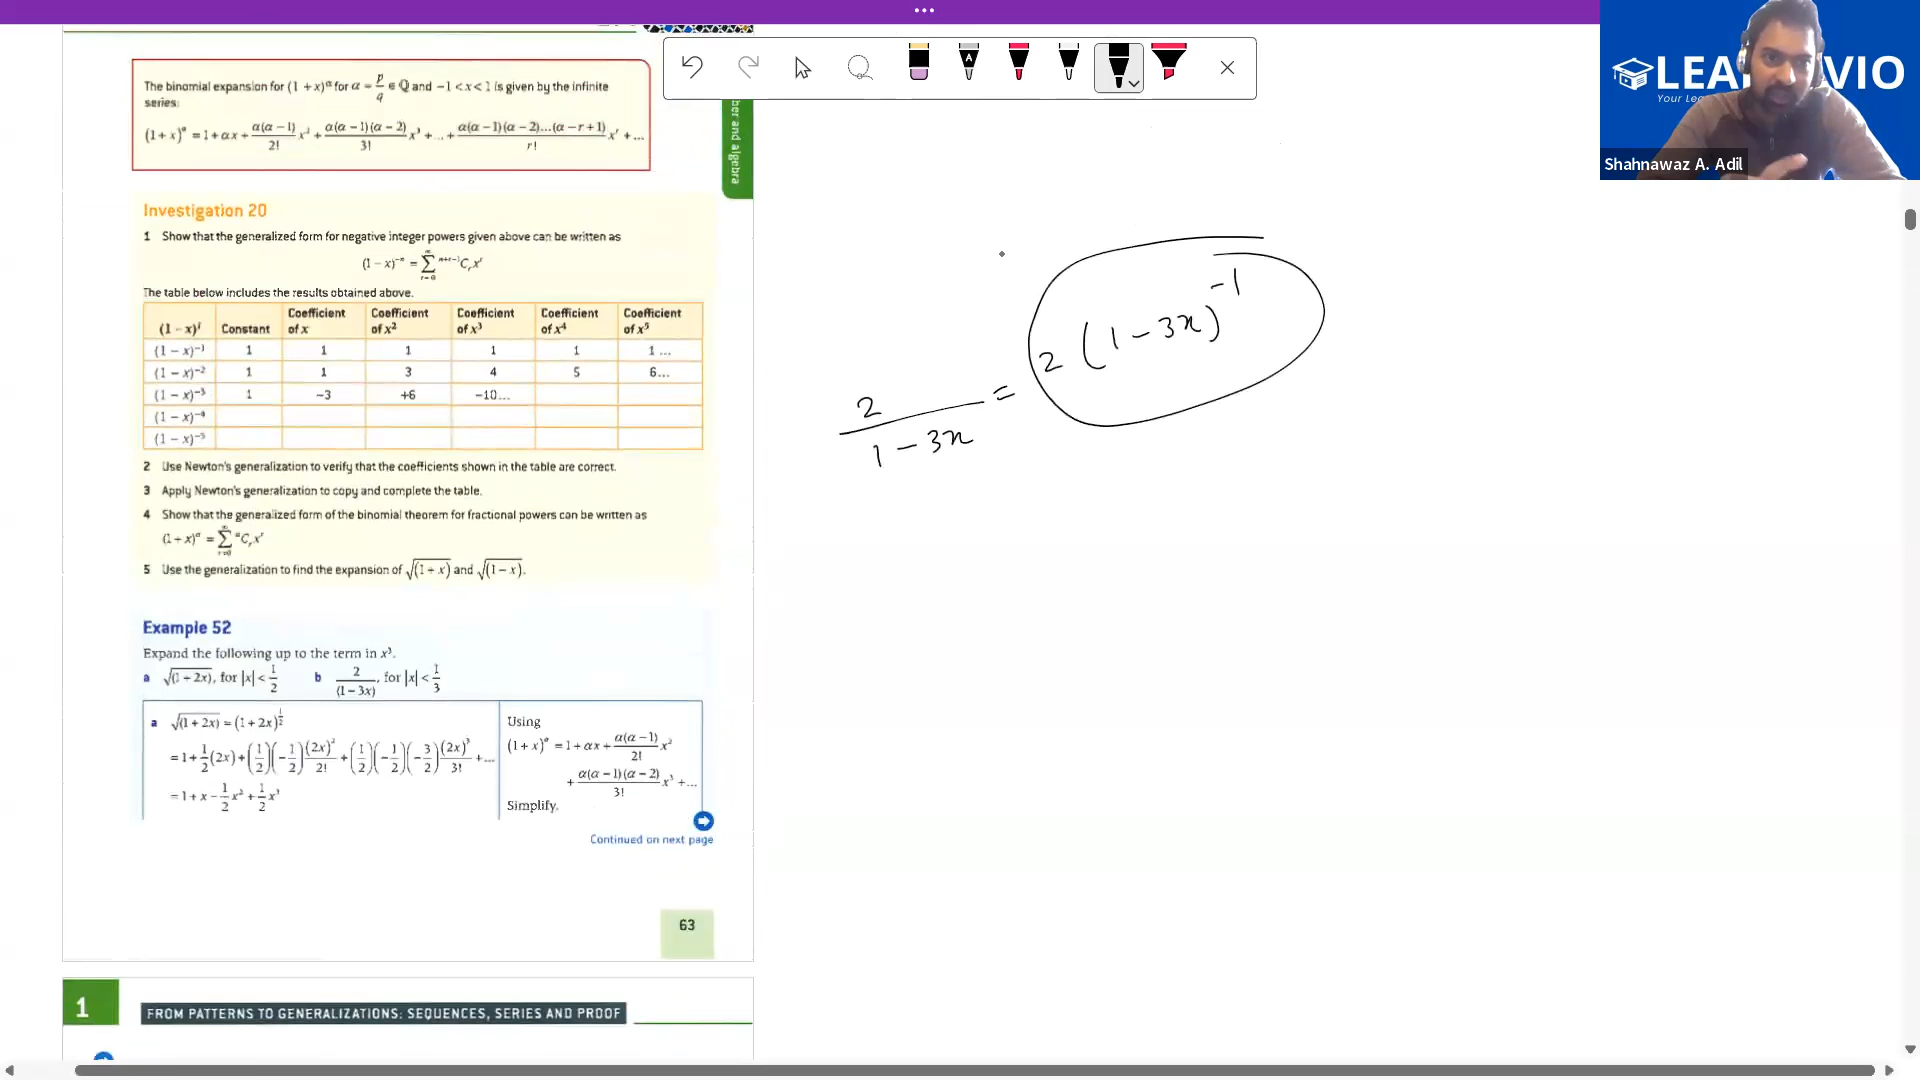 The binomial expansion for (1 + x)^α for α = p/q ∈ ℚ and −1 < x < 1 is given by the infinite
series:
(1+x)^α = 1 + αx + α(α−1)/2! x² + α(α−1)(α−2)/3! x³ + ... + α(α−1)(α−2)...(α−r+1)/r! x^r + ...
ber and algebra
Investigation 20
1 Show that the generalized form for negative integer powers given above can be written as
(1 − x)^−n = ∑_{r=0}^{∞} ^{n+r−1}C_r x^r
The table below includes the results obtained above.
(1 − x)^i Constant Coefficient of x Coefficient of x² Coefficient of x³ Coefficient of x⁴ Coefficient of x⁵
(1 − x)^−1 1 1 1 1 1 1 ...
(1 − x)^−2 1 1 3 4 5 6...
(1 − x)^−3 1 −3 +6 −10...
(1 − x)^−4
(1 − x)^−5
2 Use Newton's generalization to verify that the coefficients shown in the table are correct.
3 Apply Newton's generalization to copy and complete the table.
4 Show that the generalized form of the binomial theorem for fractional powers can be written as
(1 + x)^α = ∑_{r=0}^{∞} ^αC_r x^r
5 Use the generalization to find the expansion of √(1 + x) and √(1 − x).
Example 52
Expand the following up to the term in x³.
a √(1 + 2x), for |x| < 1/2 b 2/(1 − 3x), for |x| < 1/3
a √(1 + 2x) = (1 + 2x)^1/2
= 1 + 1/2(2x) + (1/2)(−1/2)(2x)²/2! + (1/2)(−1/2)(−3/2)(2x)³/3! + ...
= 1 + x − 1/2 x² + 1/2 x³
Using
(1 + x)^α = 1 + αx + α(α − 1)/2! x²
+ α(α − 1)(α − 2)/3! x³ + ...
Simplify.
Continued on next page
63
1 FROM PATTERNS TO GENERALIZATIONS: SEQUENCES, SERIES AND PROOF
2/(1 − 3x) = 2(1 − 3x)^−1
A
LEA VIO
Your Le
Shahnawaz A. Adil